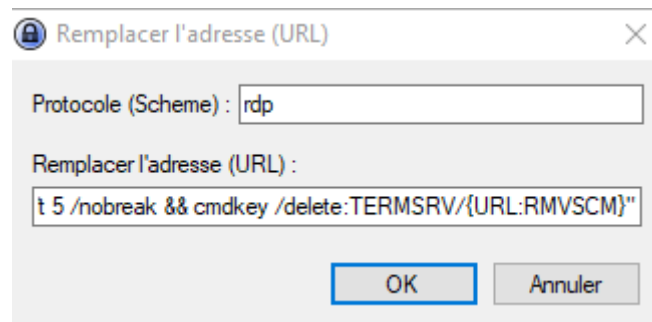 Remplacer l'adresse (URL)
Protocole (Scheme) : rdp
Remplacer l'adresse (URL) :
t 5 /nobreak && cmdkey /delete:TERMSRV/{URL:RMVSCM}"
OK Annuler